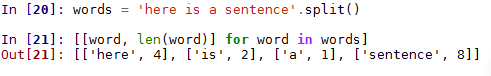 In [20]: words = 'here is a sentence'.split()
In [21]: [[word, len(word)] for word in words]
Out[21]: [['here', 4], ['is', 2], ['a', 1], ['sentence', 8]]